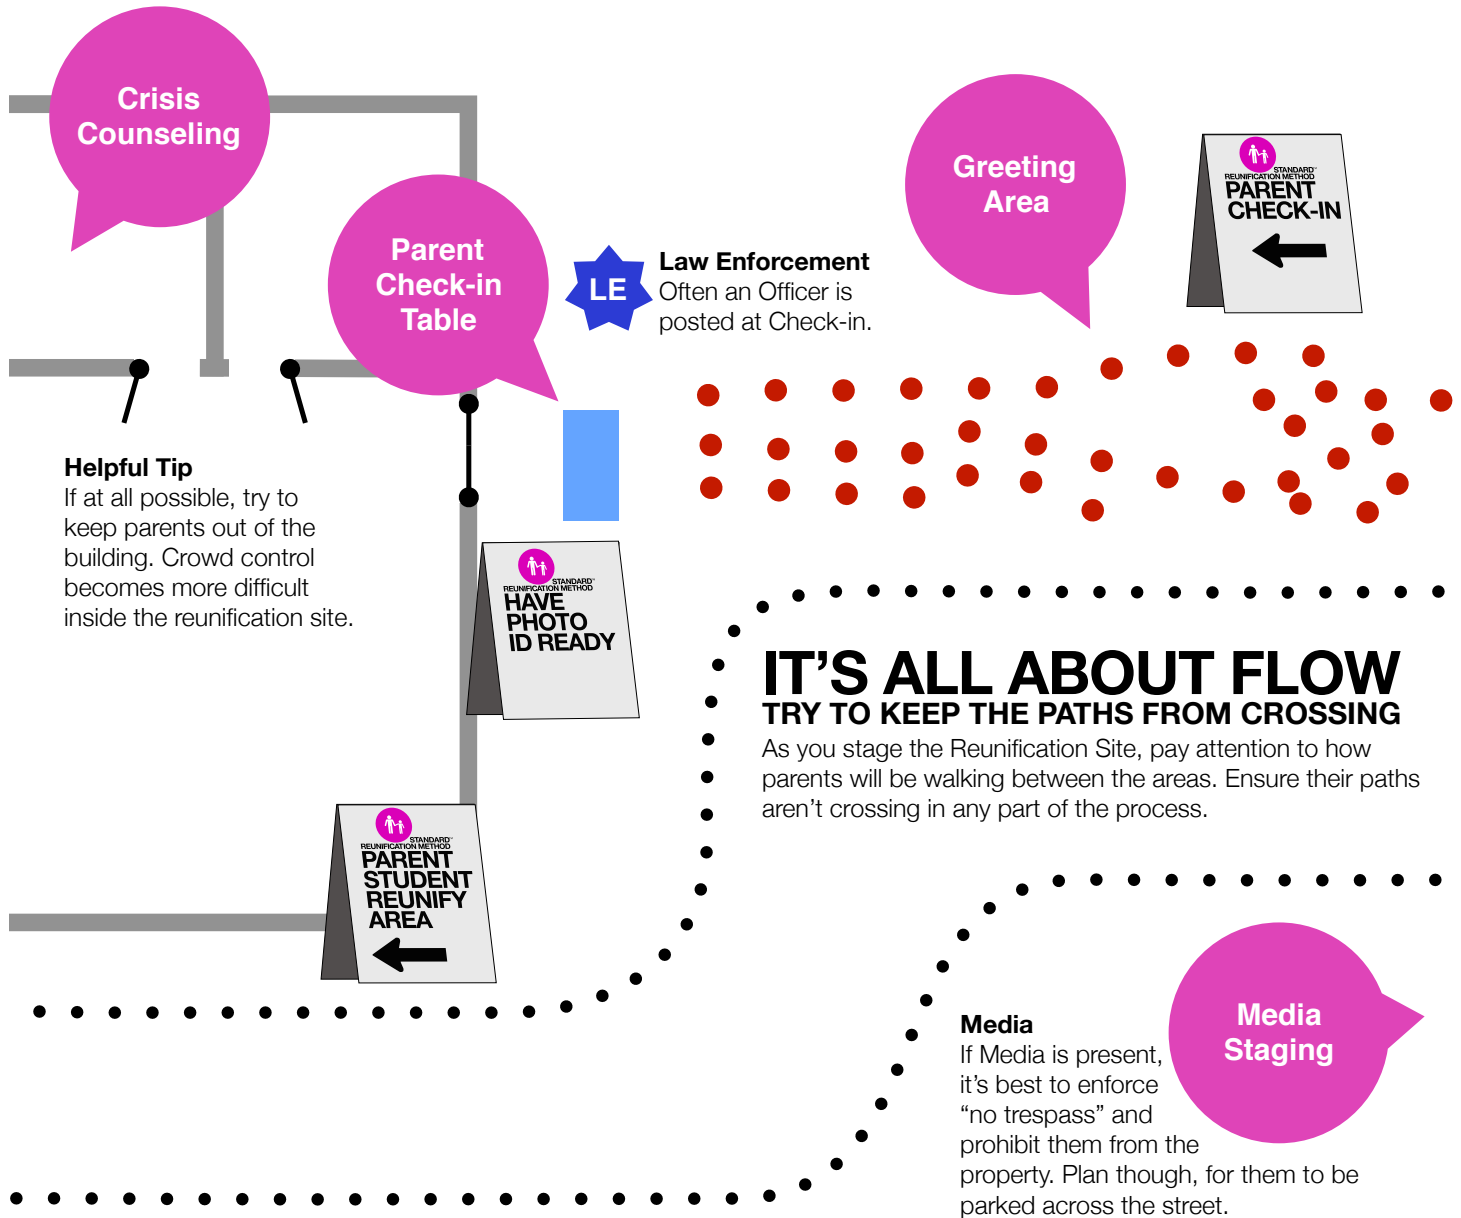 Crisis
Counseling
Parent
Check-in
Table
LE
Law Enforcement
Often an Officer is
posted at Check-in.
Greeting
Area
STANDARD™
REUNIFICATION METHOD
PARENT
CHECK-IN
Helpful Tip
If at all possible, try to
keep parents out of the
building. Crowd control
becomes more difficult
inside the reunification site.
STANDARD™
REUNIFICATION METHOD
HAVE
PHOTO
ID READY
IT’S ALL ABOUT FLOW
TRY TO KEEP THE PATHS FROM CROSSING
As you stage the Reunification Site, pay attention to how
parents will be walking between the areas. Ensure their paths
aren’t crossing in any part of the process.
STANDARD™
REUNIFICATION METHOD
PARENT
STUDENT
REUNIFY
AREA
Media
If Media is present,
it’s best to enforce
“no trespass” and
prohibit them from the
property. Plan though, for them to be
parked across the street.
Media
Staging